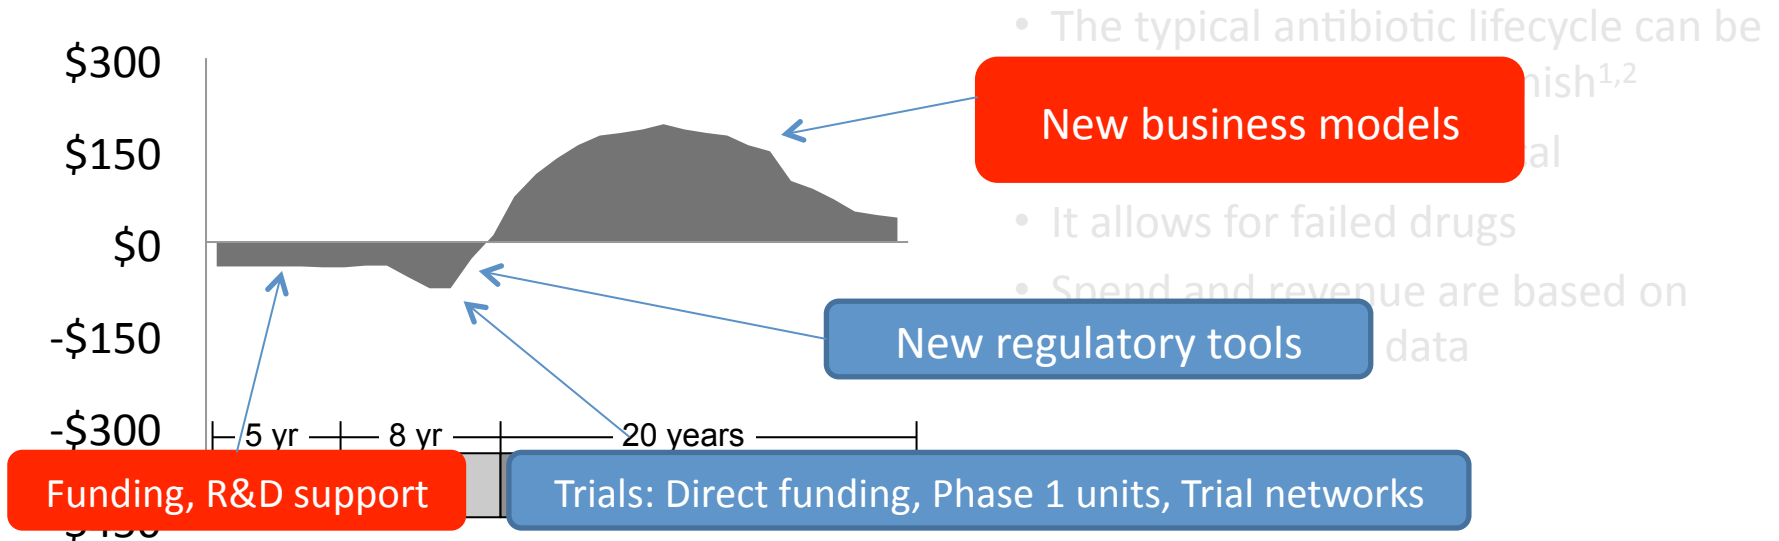 $300
$150
$0
-$150
-$300
5 yr
8 yr
20 years
Funding, R&D support
Trials: Direct funding, Phase 1 units, Trial networks
New regulatory tools
New business models
• The typical antibiotic lifecycle can be
• It allows for failed drugs
• Spend and revenue are based on
data